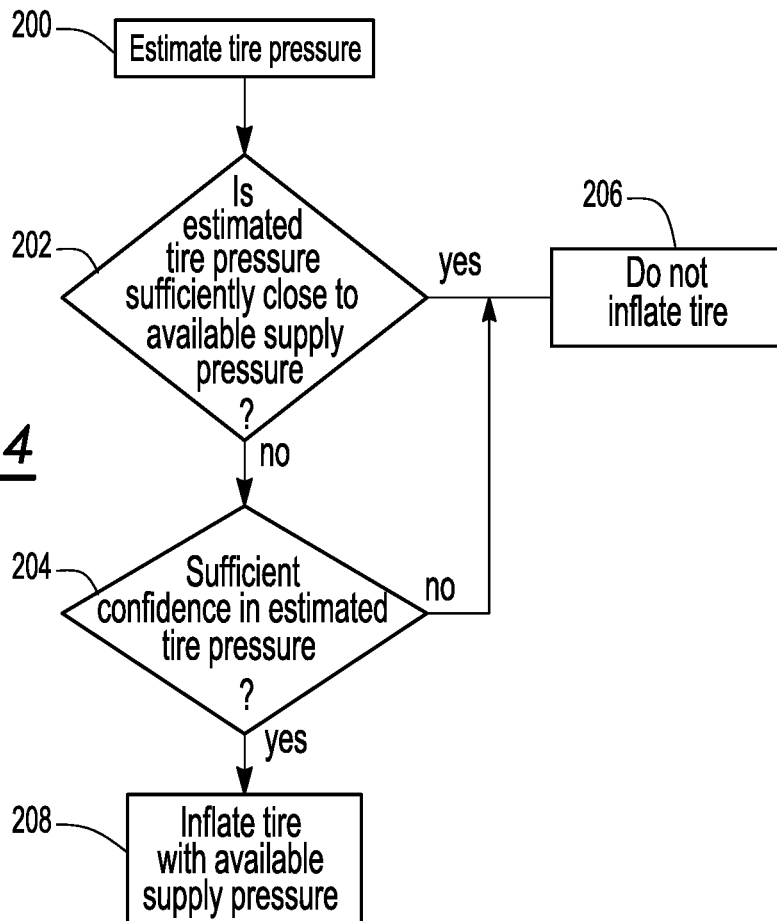 200
Estimate tire pressure
202
Is
estimated
tire pressure
sufficiently close to
available supply
pressure
?
yes
206
Do not
inflate tire
no
4
204
Sufficient
confidence in estimated
tire pressure
?
no
yes
208
Inflate tire
with available
supply pressure